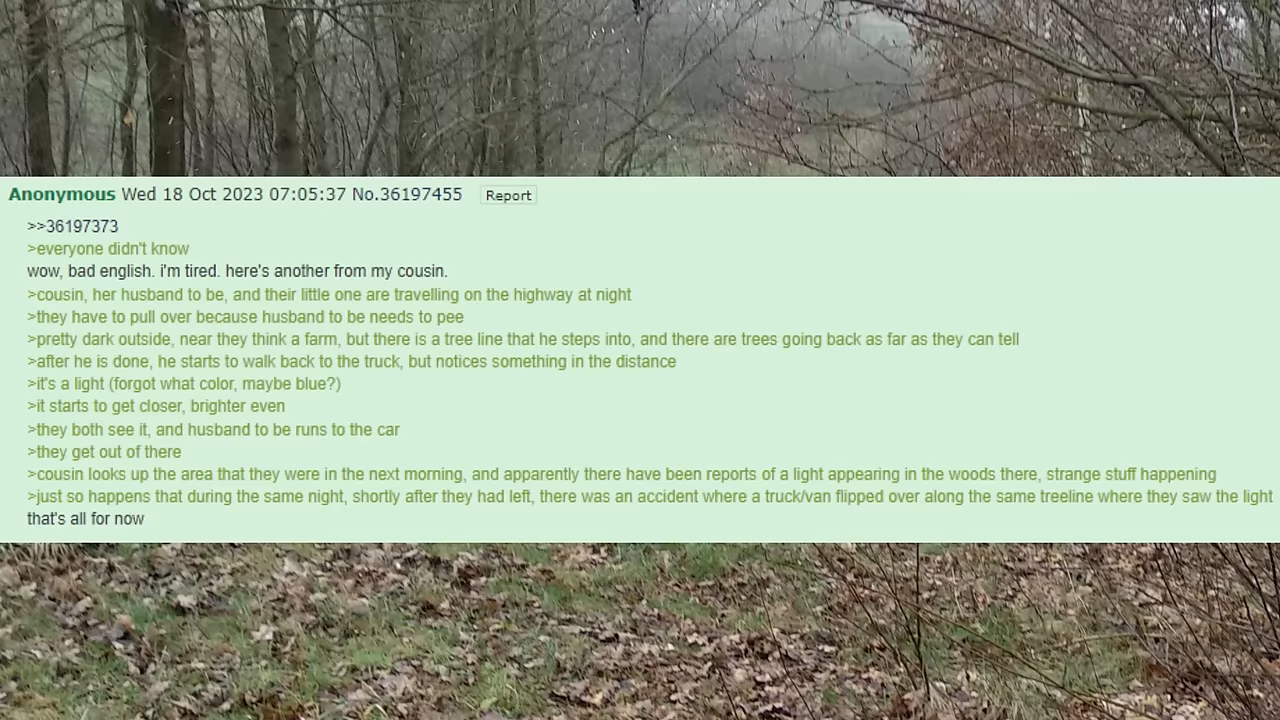 Anonymous Wed 18 Oct 2023 07:05:37 No.36197455 Report
>>36197373
>everyone didn't know
wow, bad english. i'm tired. here's another from my cousin.
>cousin, her husband to be, and their little one are travelling on the highway at night
>they have to pull over because husband to be needs to pee
>pretty dark outside, near they think a farm, but there is a tree line that he steps into, and there are trees going back as far as they can tell
>after he is done, he starts to walk back to the truck, but notices something in the distance
>it's a light (forgot what color, maybe blue?)
>it starts to get closer, brighter even
>they both see it, and husband to be runs to the car
>they get out of there
>cousin looks up the area that they were in the next morning, and apparently there have been reports of a light appearing in the woods there, strange stuff happening
>just so happens that during the same night, shortly after they had left, there was an accident where a truck/van flipped over along the same treeline where they saw the light
that's all for now